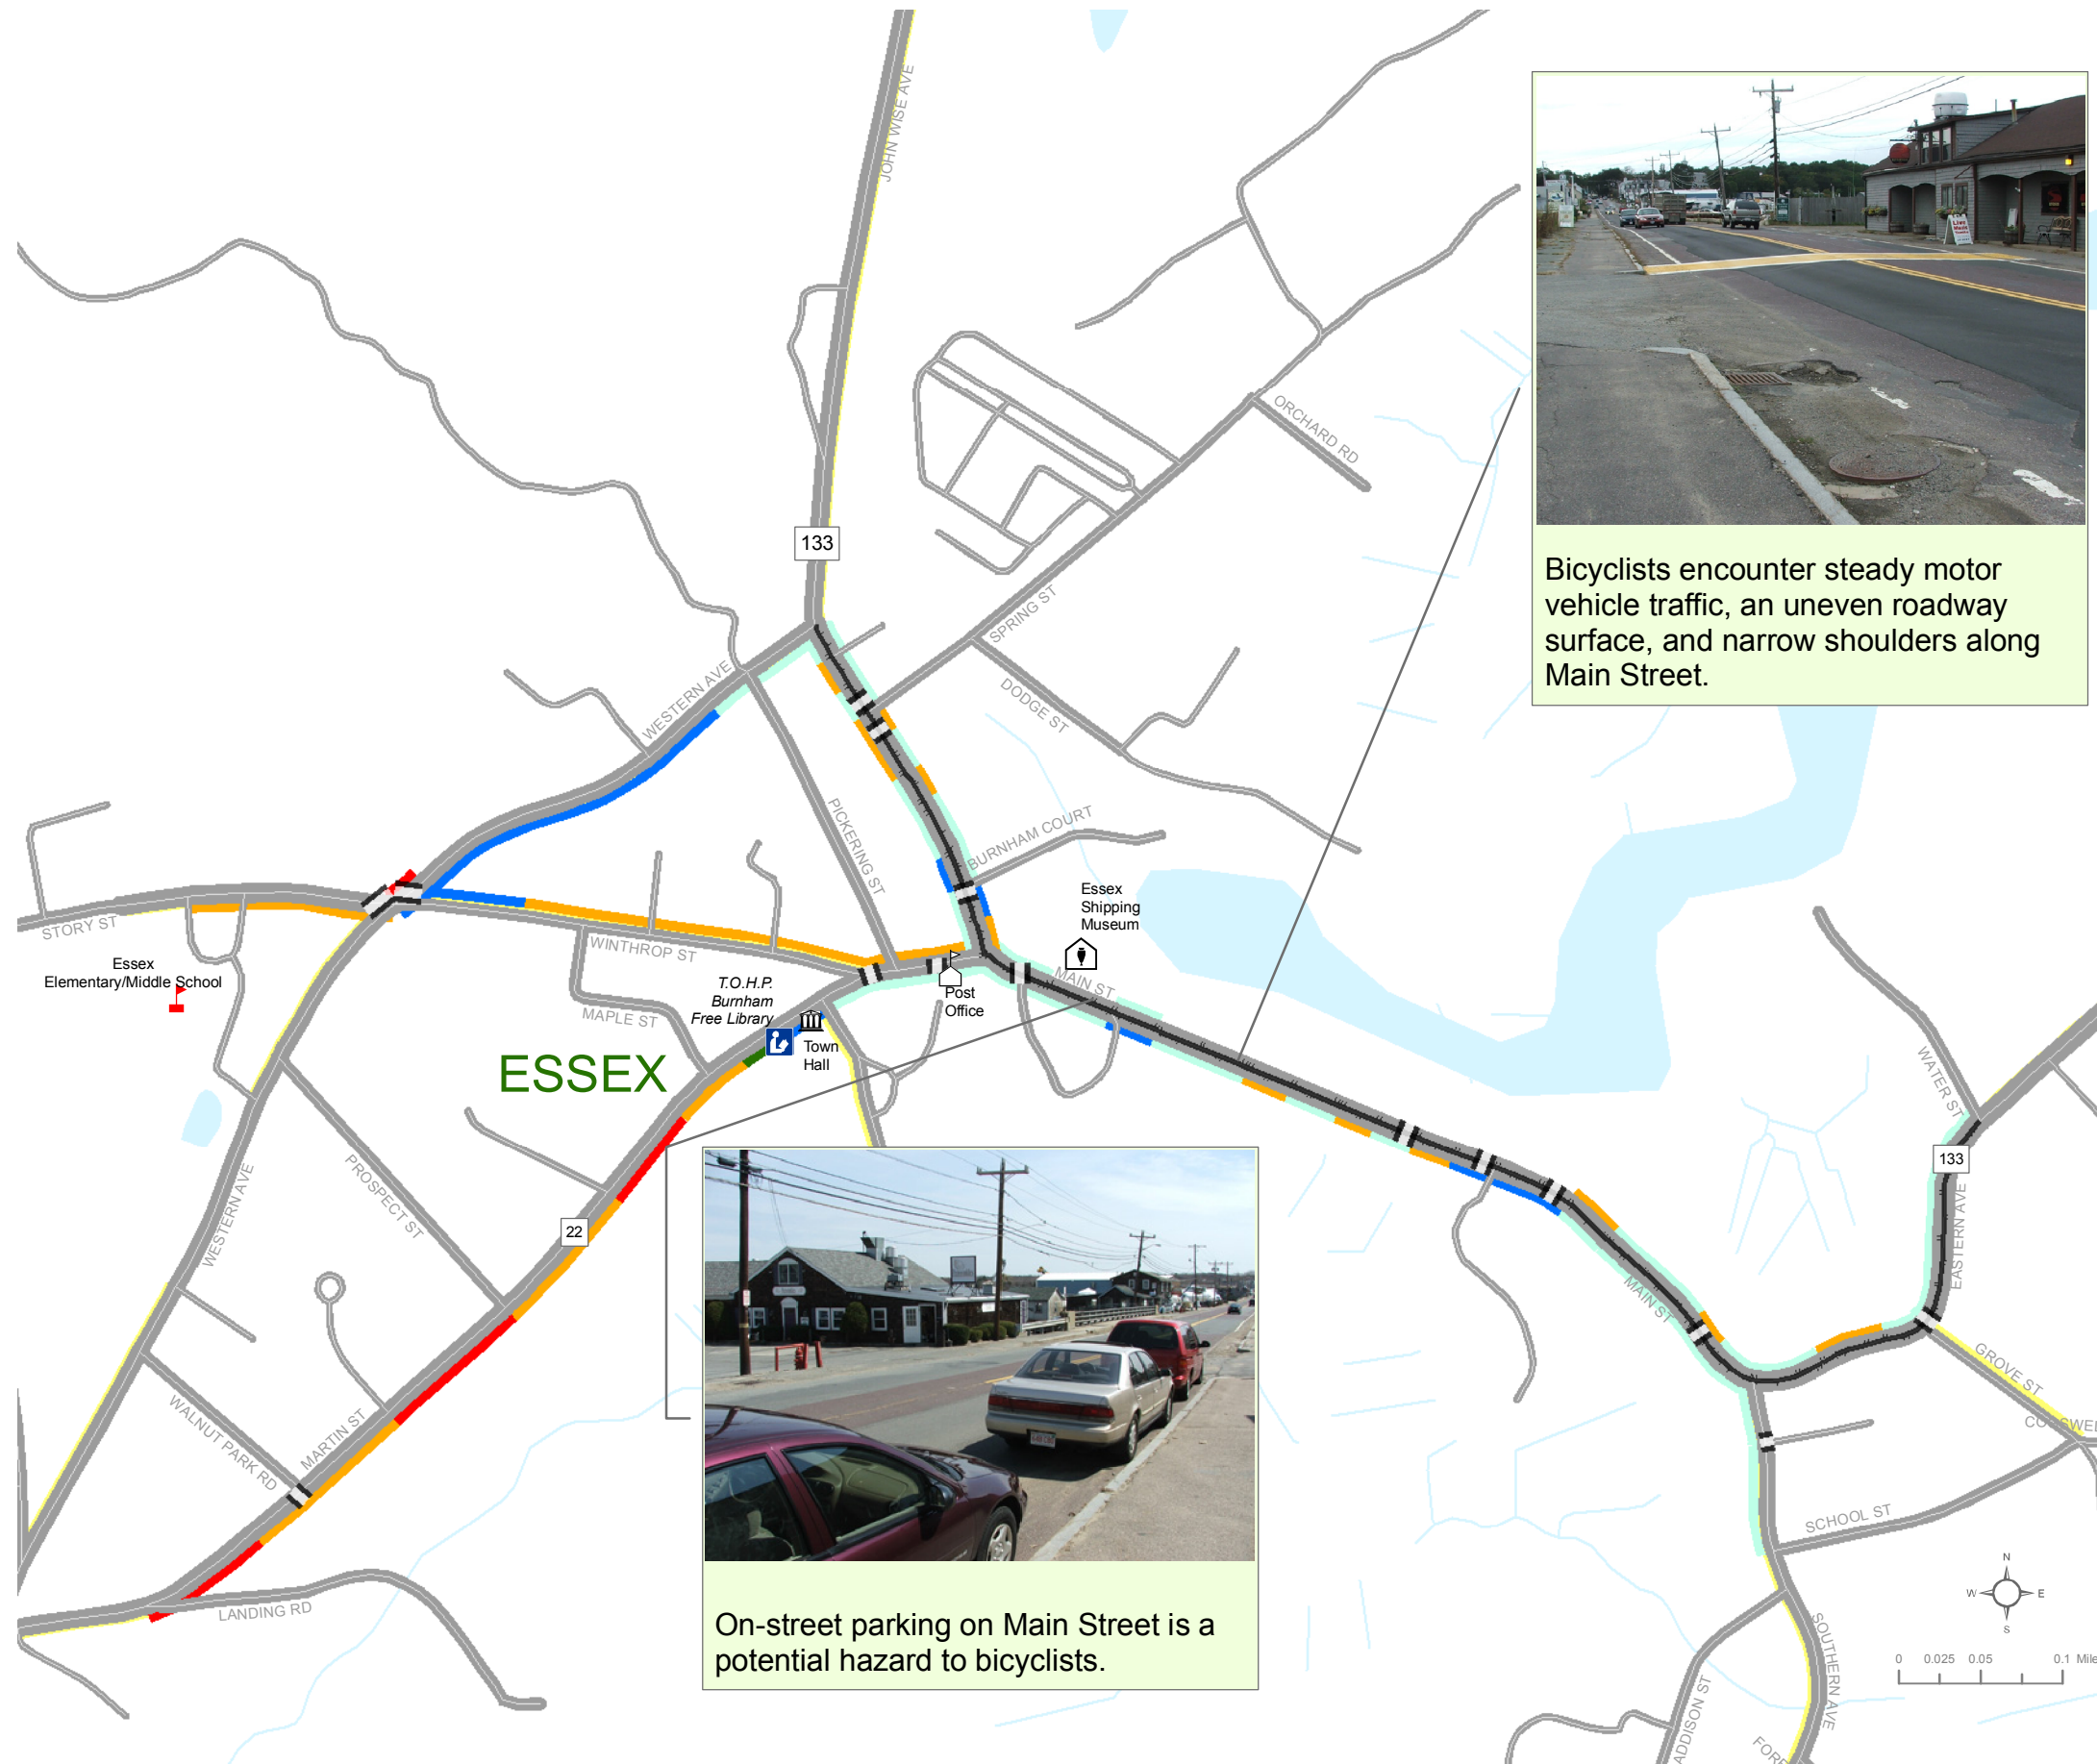 JOHN WISE AVE
133
ORCHARD RD
SPRING ST
DODGE ST
WESTERN AVE
PICKERING ST
BURNHAM COURT
Bicyclists encounter steady motor
vehicle traffic, an uneven roadway
surface, and narrow shoulders along
Main Street.
Essex
Shipping
Museum
STORY ST
WINTHROP ST
MAIN ST
Essex
Elementary/Middle School
T.O.H.P.
Burnham
Free Library
Post
Office
MAPLE ST
Town
Hall
ESSEX
WATER ST
133
EASTERN AVE
WESTERN AVE
PROSPECT ST
22
MAIN ST
GROVE ST
WALNUT PARK RD
MARTIN ST
COGSWEL
SCHOOL ST
LANDING RD
On-street parking on Main Street is a
potential hazard to bicyclists.
N
W E
S
0 0.025 0.05 0.1 Mile
SOUTHERN AVE
ADDISON ST